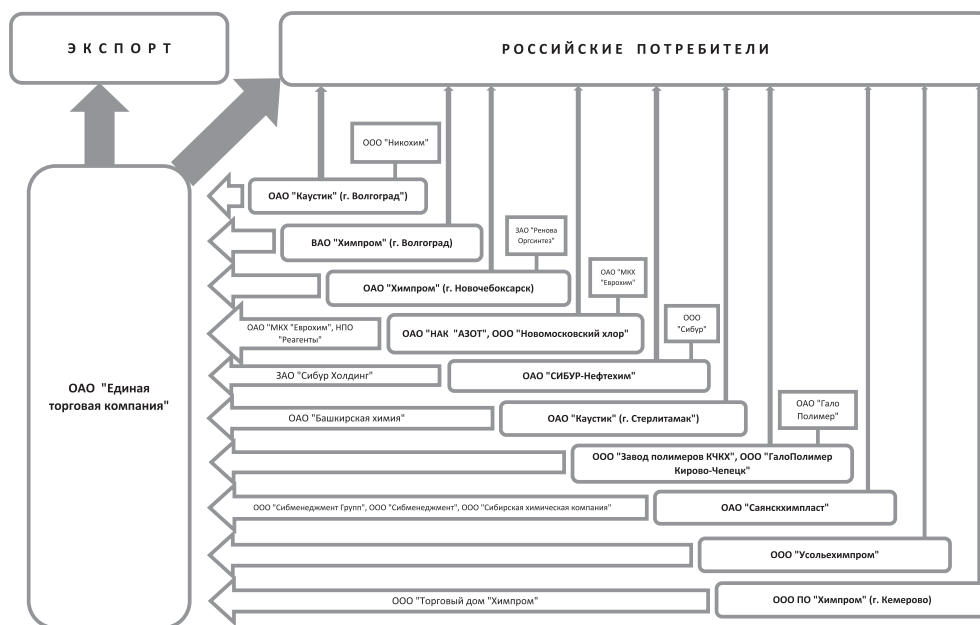 ЭКСПОРТ
РОССИЙСКИЕ ПОТРЕБИТЕЛИ
ООО "Никохим"
ОАО "Каустик" (г. Волгоград")
ВАО "Химпром" (г. Волгоград)
ЗАО "Ренова
Оргсинтез"
ОАО "Химпром" (г. Новочебоксарск)
ОАО "МКХ
"Еврохим"
ОАО "МКХ "Еврохим", НПО
"Реагенты"
ОАО "НАК "АЗОТ", ООО "Новомосковский хлор"
ООО
"Сибур"
ЗАО "Сибур Холдинг"
ОАО "СИБУР-Нефтехим"
ОАО "Единая
торговая компания"
ОАО "Башкирская химия"
ОАО "Каустик" (г. Стерлитамак")
ОАО "Гало
Полимер"
ООО "Завод полимеров КЧКХ", ООО "ГалоПолимер
Кирово-Чепецк"
ООО "Сибменеджмент Групп", ООО "Сибменеджмент", ООО "Сибирская химическая компания"
ОАО "Саянскхимпласт"
ООО "Усольехимпром"
ООО "Торговый дом "Химпром"
ООО ПО "Химпром" (г. Кемерово)